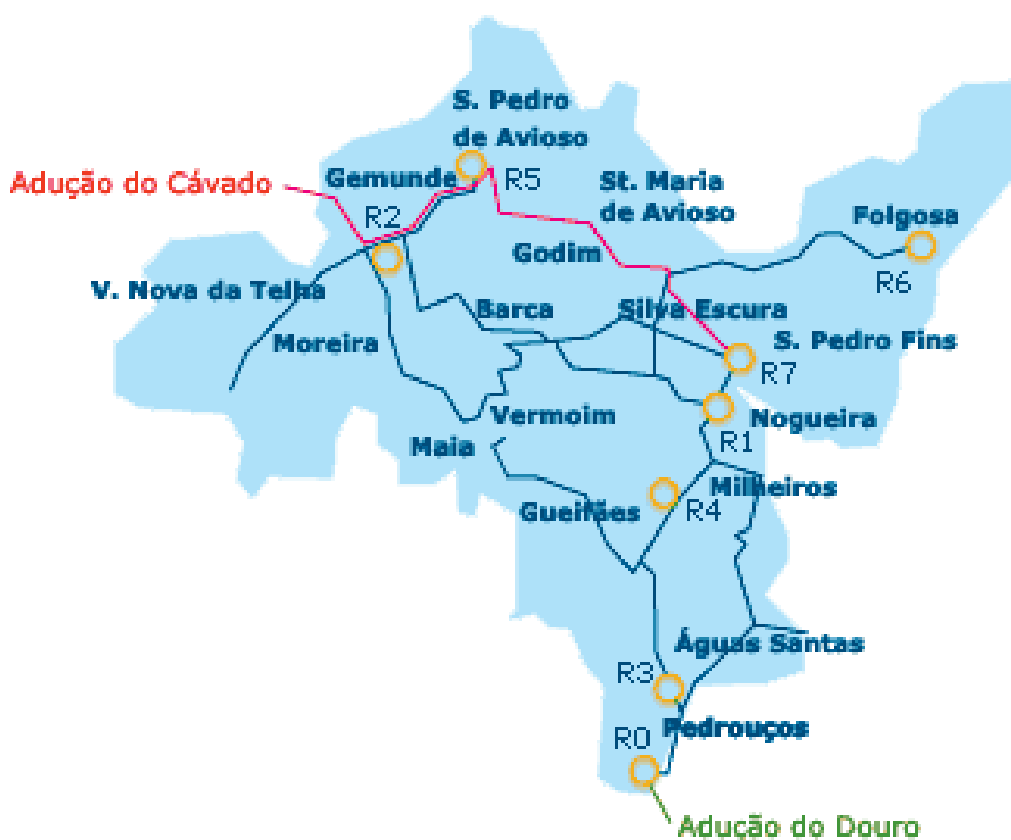 S. Pedro
de Avioso
Adução do Cávado
Gemunde
R5
St. Maria
de Avioso
R2
Folgosa
Godim
R6
V. Nova da Telha
Barca
Silva Escura
Moreira
S. Pedro Fins
R7
Vermoim
Nogueira
Maia
R1
Milheiros
Gueifães
R4
Águas Santas
R3
Pedrouços
R0
Adução do Douro